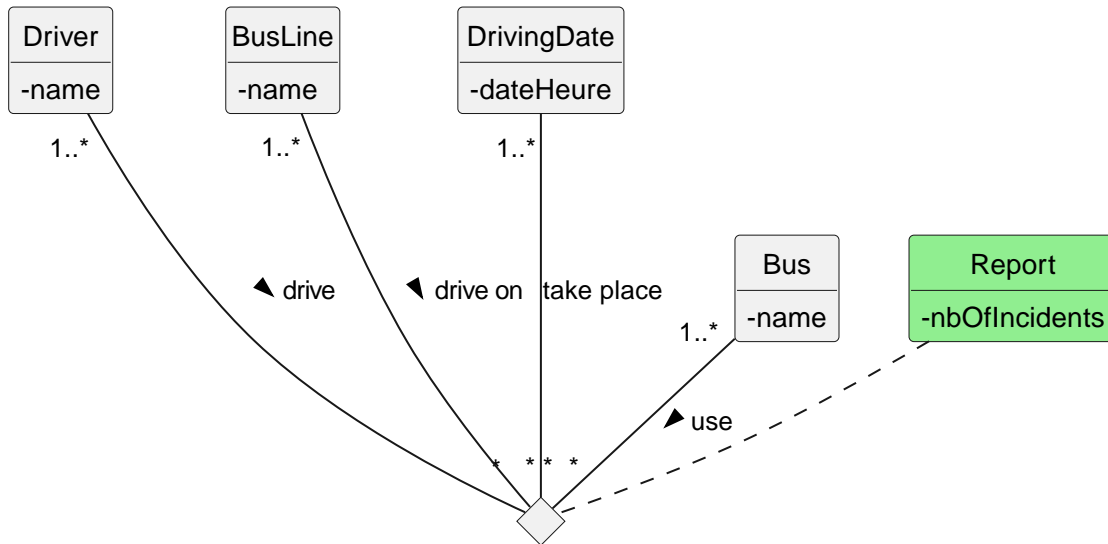 Driver
-name
BusLine
-name
DrivingDate
-dateHeure
1..*
1..*
1..*
Bus
-name
Report
-nbOfIncidents
drive
drive on
take place
1..*
use
*
*
*
*